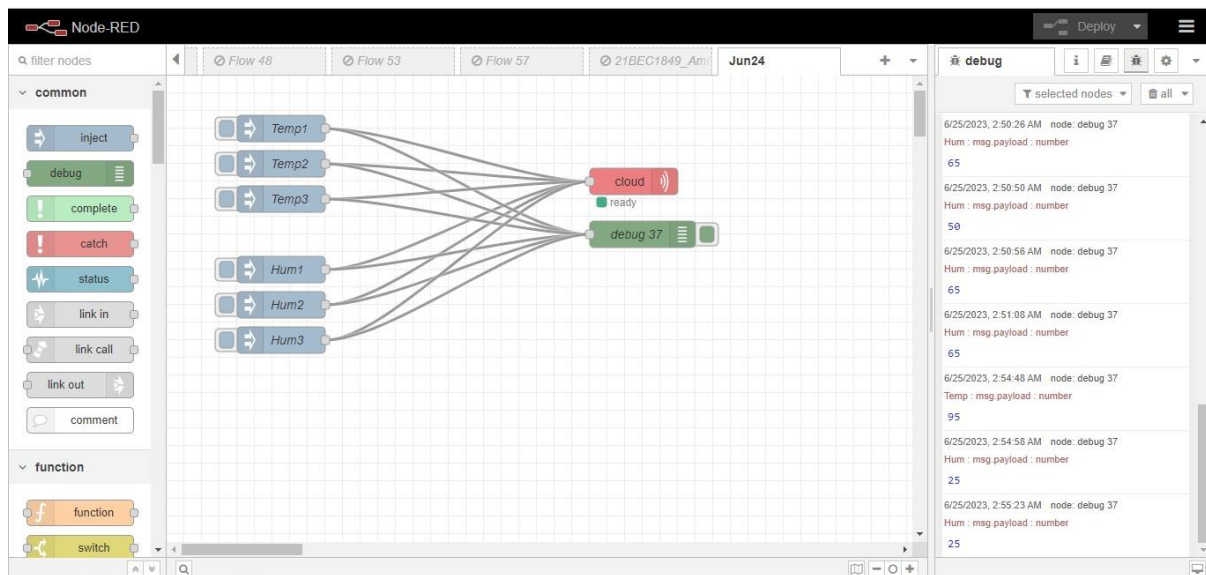 Node-RED
Deploy
filter nodes
Flow 48
Flow 53
Flow 57
21BEC1849_Am
Jun24
debug
i
common
inject
debug
complete
catch
status
link in
link call
link out
comment
function
function
switch
Temp1
Temp2
Temp3
Hum1
Hum2
Hum3
cloud
ready
debug 37
selected nodes
all
6/25/2023, 2:50:26 AM node: debug 37
Hum : msg.payload : number
65
6/25/2023, 2:50:50 AM node: debug 37
Hum : msg.payload : number
50
6/25/2023, 2:50:56 AM node: debug 37
Hum : msg.payload : number
65
6/25/2023, 2:51:08 AM node: debug 37
Hum : msg.payload : number
65
6/25/2023, 2:54:48 AM node: debug 37
Temp : msg.payload : number
95
6/25/2023, 2:54:58 AM node: debug 37
Hum : msg.payload : number
25
6/25/2023, 2:55:23 AM node: debug 37
Hum : msg.payload : number
25